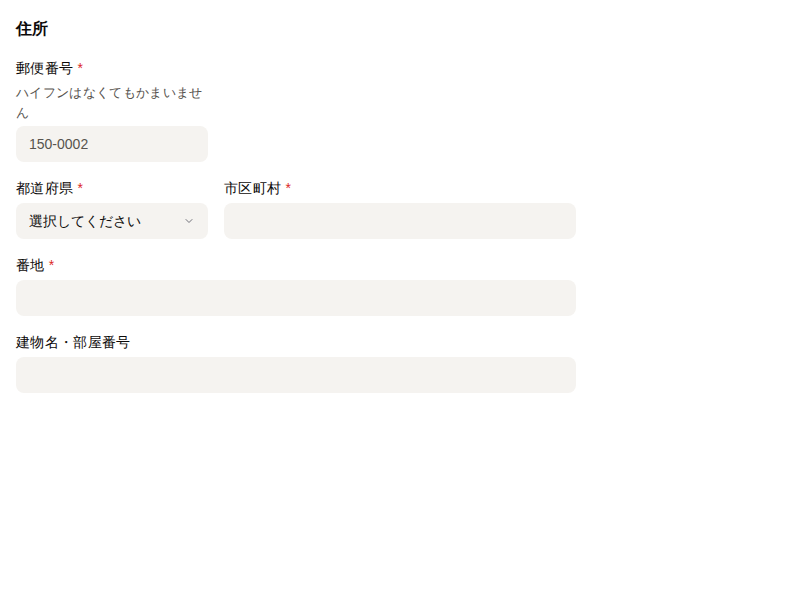 住所
郵便番号 *
ハイフンはなくてもかまいませ
ん
150-0002
都道府県 *
市区町村 *
選択してください
番地 *
建物名・部屋番号